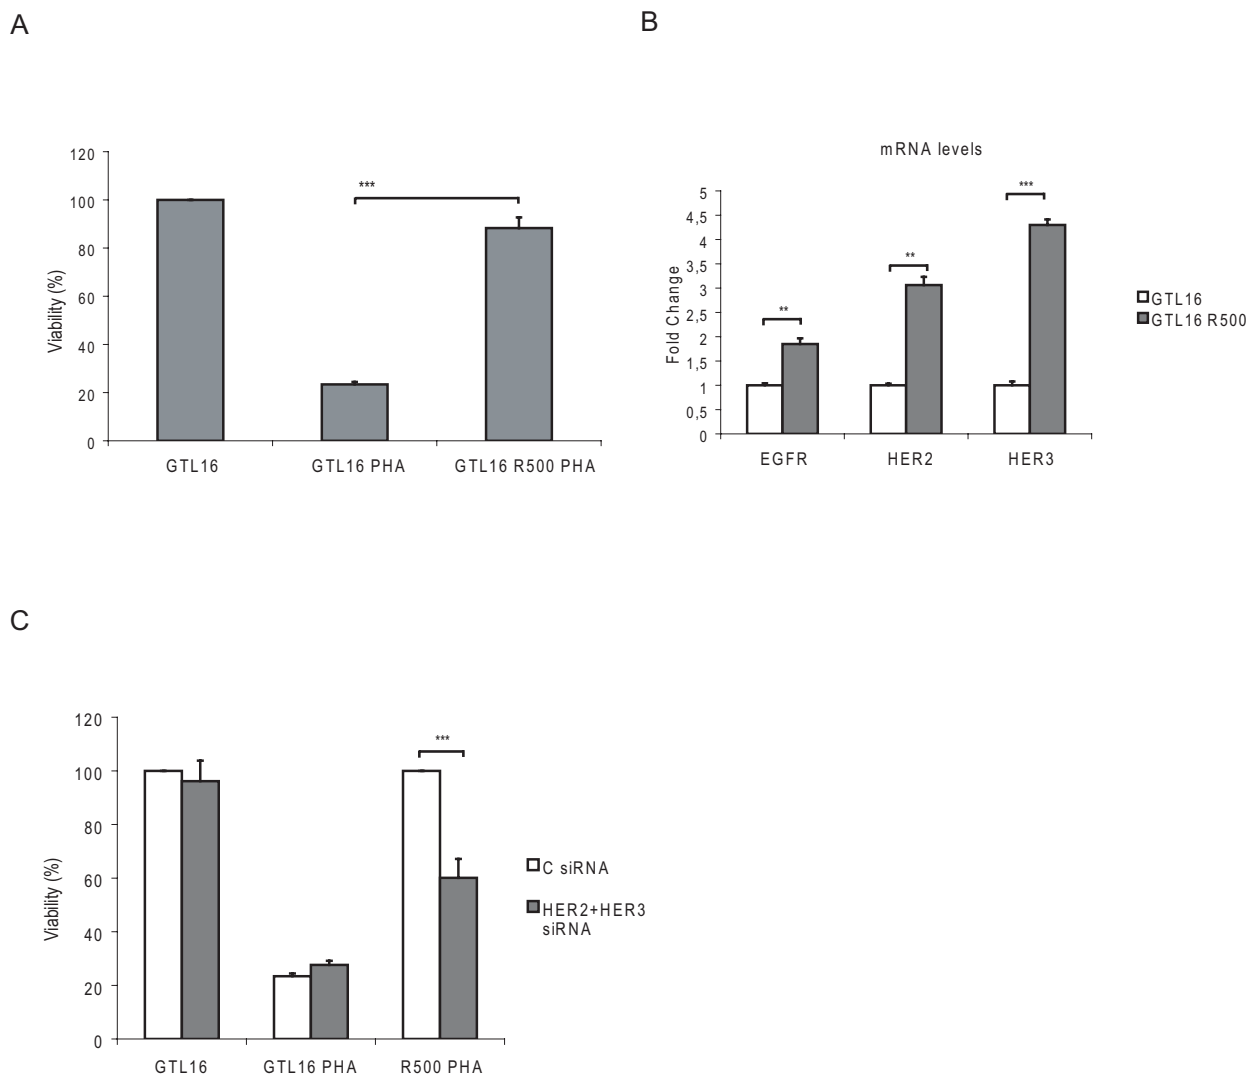 A
120
100
80
60
40
20
0
Viability (%)
***
GTL16
GTL16 PHA
GTL16 R500 PHA
B
mRNA levels
5
4,5
4
3,5
3
2,5
2
1,5
1
0,5
0
Fold Change
**
**
***
EGFR
HER2
HER3
GTL16
GTL16 R500
C
120
100
80
60
40
20
0
Viability (%)
***
GTL16
GTL16 PHA
R500 PHA
C siRNA
HER2+HER3
siRNA